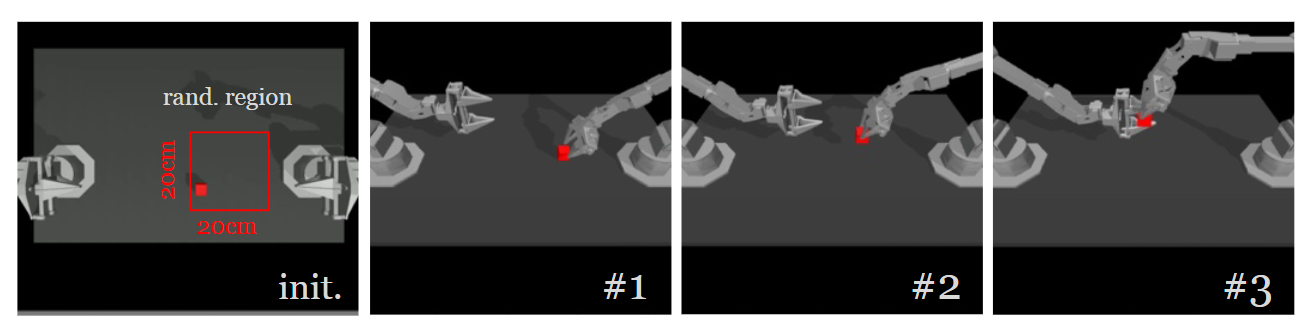 rand. region
20cm
20cm
init.
#1
#2
#3